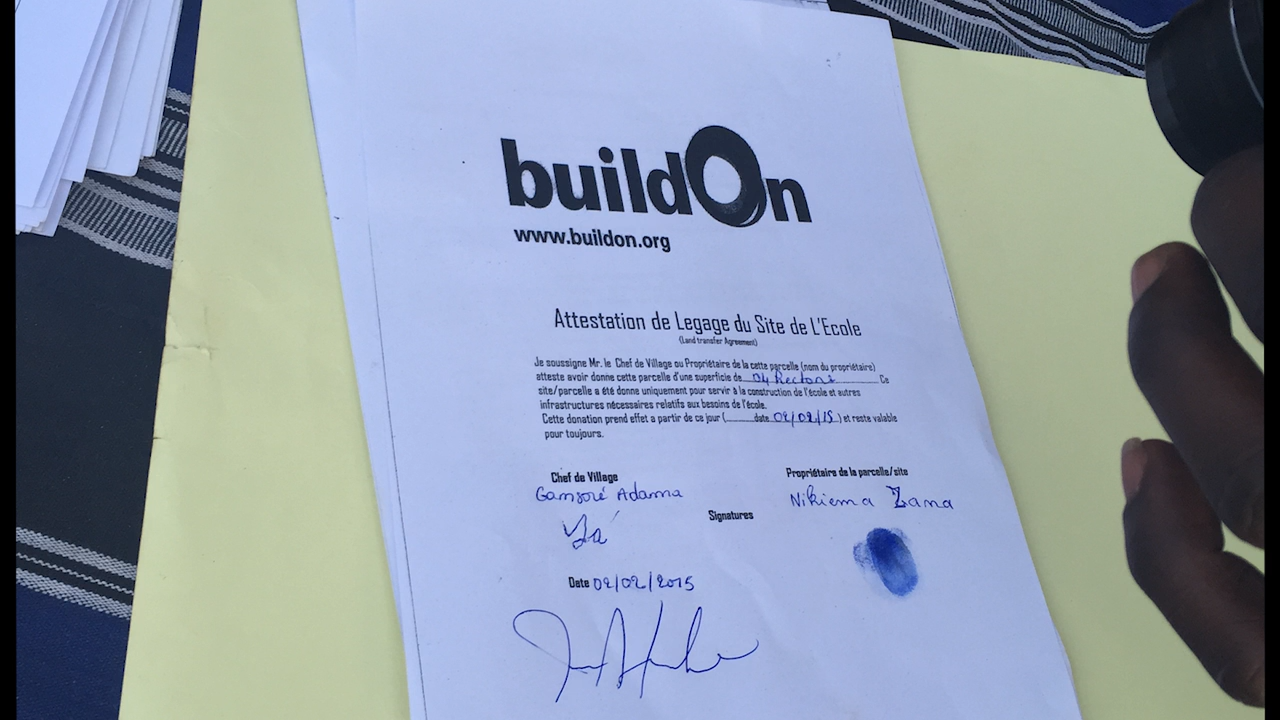 buildOn
www.buildon.org
Attestation de Legage du Site de L'Ecole
(Land transfer Agreement)
Je soussigne Mr. le Chef de Village ou Propriétaire de la cette parcelle (nom du propriétaire)
atteste avoir donne cette parcelle d'une superficie de 04 Hectons Ce
site/parcelle a été donne uniquement pour servir à la construction de l'école et autres
infrastructures nécessaires relatifs aux besoins de l'école.
Cette donation prend effet a partir de ce jour (......date 02/02/15) et reste valable
pour toujours.
Chef de Village
Gamsoré Adama
Propriétaire de la parcelle/site
Nikiema Zana
Signatures
Date 02/02/2015